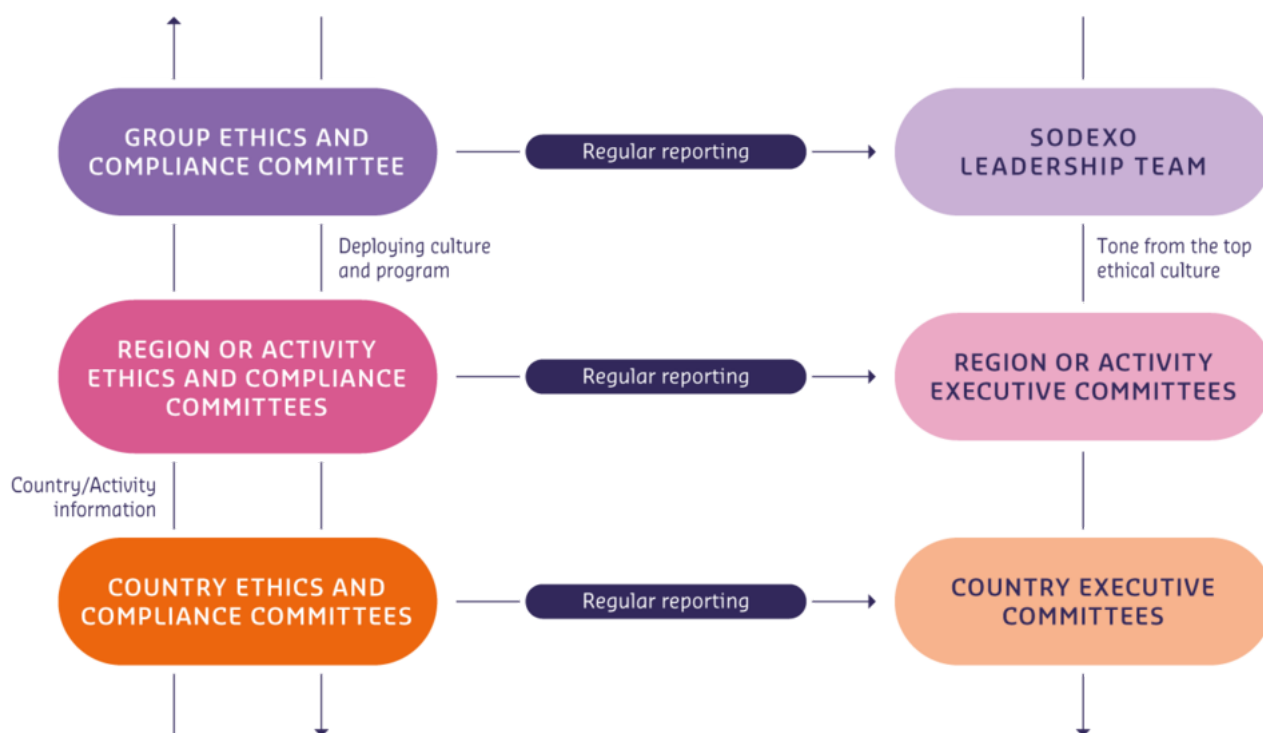 GROUP ETHICS AND
COMPLIANCE COMMITTEE
Regular reporting
SODEXO
LEADERSHIP TEAM
Deploying culture
and program
Tone from the top
ethical culture
REGION OR ACTIVITY
ETHICS AND COMPLIANCE
COMMITTEES
Regular reporting
REGION OR ACTIVITY
EXECUTIVE COMMITTEES
Country/Activity
information
COUNTRY ETHICS AND
COMPLIANCE COMMITTEES
Regular reporting
COUNTRY EXECUTIVE
COMMITTEES